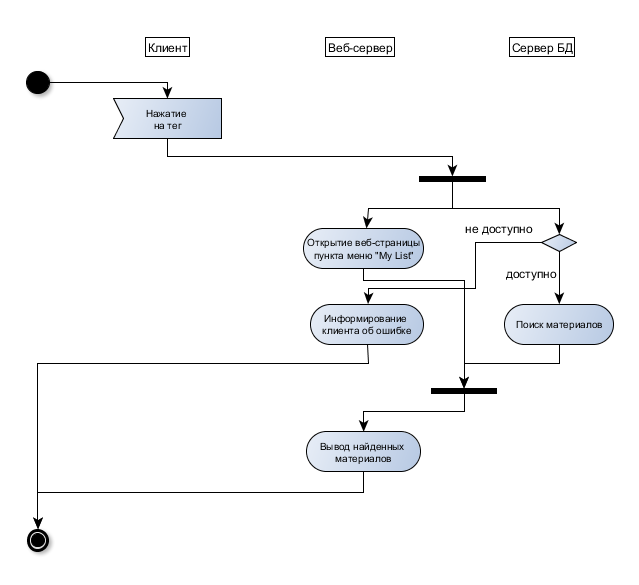 Клиент
Веб-сервер
Сервер БД
Нажатие
на тег
не доступно
Открытие веб-страницы
пункта меню "My List"
доступно
Информирование
клиента об ошибке
Поиск материалов
Вывод найденных
материалов